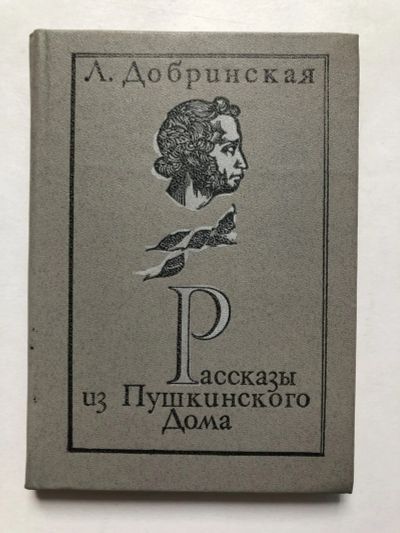 Л. Добринская
Рассказы
из Пушкинского
Дома